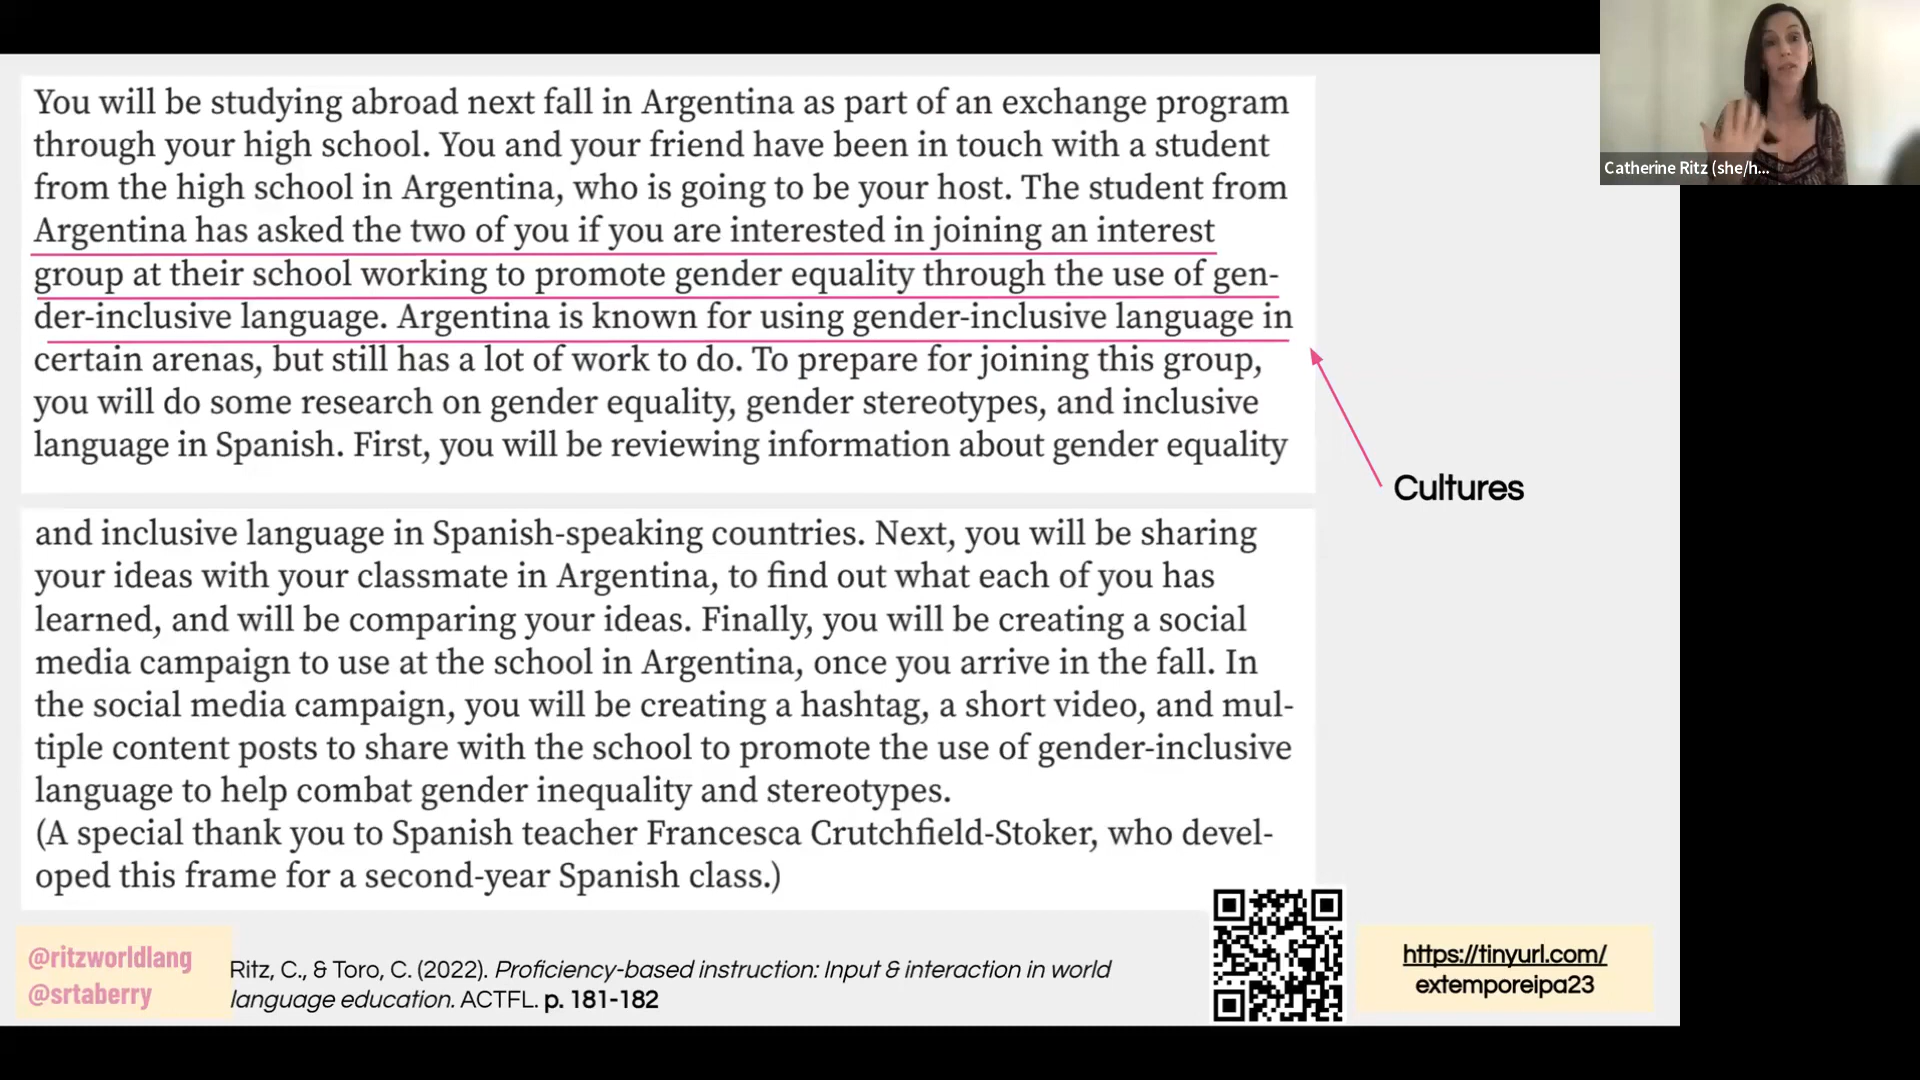 You will be studying abroad next fall in Argentina as part of an exchange program
through your high school. You and your friend have been in touch with a student
from the high school in Argentina, who is going to be your host. The student from
Argentina has asked the two of you if you are interested in joining an interest
group at their school working to promote gender equality through the use of gen-
der-inclusive language. Argentina is known for using gender-inclusive language in
certain arenas, but still has a lot of work to do. To prepare for joining this group,
you will do some research on gender equality, gender stereotypes, and inclusive
language in Spanish. First, you will be reviewing information about gender equality
and inclusive language in Spanish-speaking countries. Next, you will be sharing
your ideas with your classmate in Argentina, to find out what each of you has
learned, and will be comparing your ideas. Finally, you will be creating a social
media campaign to use at the school in Argentina, once you arrive in the fall. In
the social media campaign, you will be creating a hashtag, a short video, and mul-
tiple content posts to share with the school to promote the use of gender-inclusive
language to help combat gender inequality and stereotypes.
(A special thank you to Spanish teacher Francesca Crutchfield-Stoker, who devel-
oped this frame for a second-year Spanish class.)
Cultures
Catherine Ritz (she/h...
@ritzworldlang
@srtaberry
Ritz, C., & Toro, C. (2022). Proficiency-based instruction: Input & interaction in world
language education. ACTFL. p. 181-182
https://tinyurl.com/
extemporeipa23